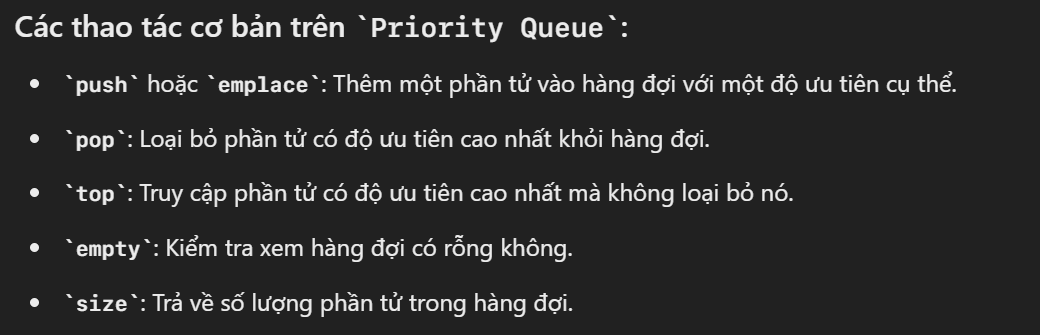 Các thao tác cơ bản trên `Priority Queue`:
• `push` hoặc `emplace`: Thêm một phần tử vào hàng đợi với một độ ưu tiên cụ thể.
• `pop`: Loại bỏ phần tử có độ ưu tiên cao nhất khỏi hàng đợi.
• `top`: Truy cập phần tử có độ ưu tiên cao nhất mà không loại bỏ nó.
• `empty`: Kiểm tra xem hàng đợi có rỗng không.
• `size`: Trả về số lượng phần tử trong hàng đợi.